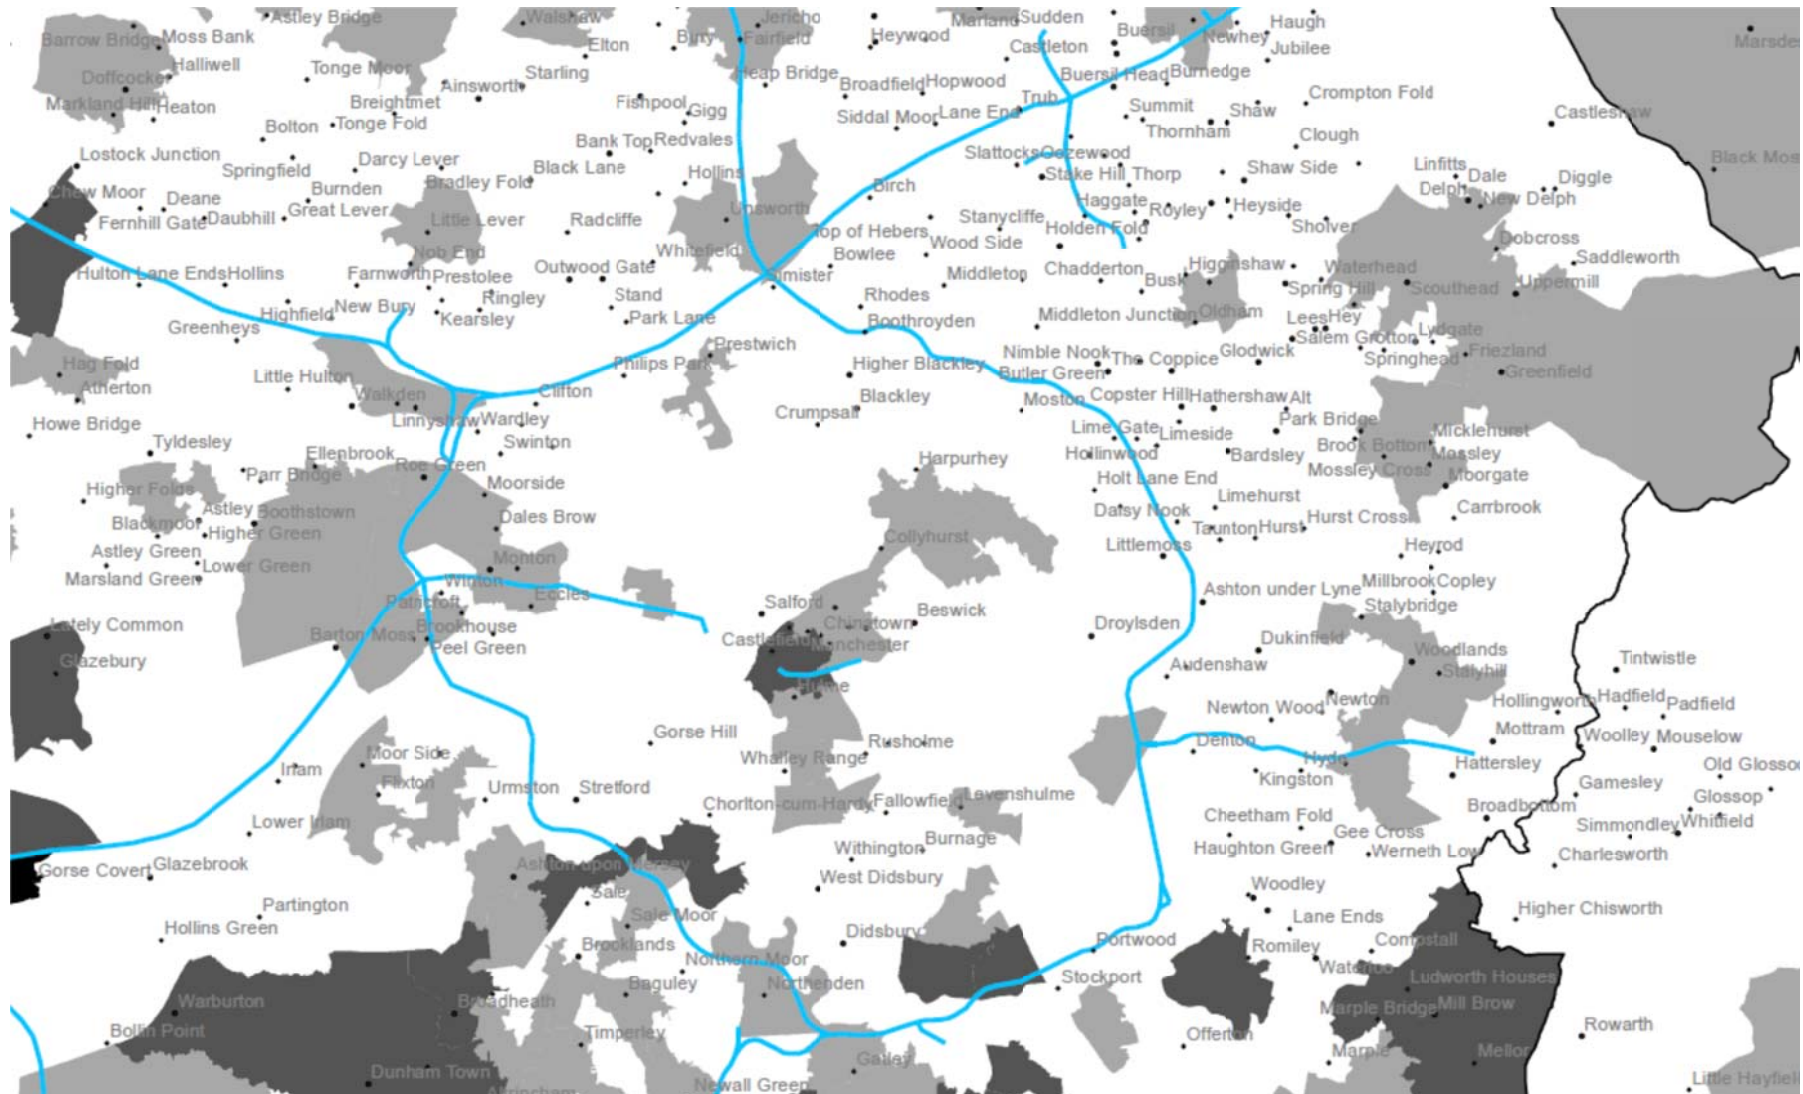 Astley Bridge
Walshaw
Jericho
Marland
Sudden
Haugh
Barrow Bridge
Moss Bank
Elton
Bury
Fairfield
Heywood
Castleton
Buersil
Newhey
Jubilee
Marsden
Halliwell
Doffcocker
Tonge Moor
Ainsworth
Starling
Heap Bridge
Broadfield
Hopwood
Buersil Head
Burnedge
Markland Hill
Heaton
Breightmet
Fishpool
Gigg
Siddal Moor
Lane End
Trub
Summit
Shaw
Crompton Fold
Castleshaw
Bolton
Tonge Fold
Bank Top
Redvales
Thornham
Clough
Lostock Junction
Springfield
Darcy Lever
Black Lane
Hollins
Slattocks
Oozewood
Shaw Side
Linfitts
Dale
Diggle
Black Moss
Chew Moor
Deane
Burnden
Bradley Fold
Birch
Stake Hill
Thorp
Delph
New Delph
Fernhill Gate
Daubhill
Great Lever
Little Lever
Radcliffe
Unsworth
Stanycliffe
Haggate
Royley
Heyside
Sholver
Nob End
Whitefield
Top of Hebers
Wood Side
Holden Fold
Dobcross
Hulton Lane Ends
Hollins
Farnworth
Prestolee
Outwood Gate
Simister
Bowlee
Middleton
Chadderton
Busk
Higginshaw
Waterhead
Saddleworth
Highfield
New Bury
Ringley
Stand
Rhodes
Spring Hill
Scouthead
Uppermill
Greenheys
Kearsley
Park Lane
Boothroyden
Middleton Junction
Oldham
Lees
Hey
Lydgate
Hag Fold
Prestwich
Salem
Grotton
Friezland
Atherton
Little Hulton
Walkden
Clifton
Philips Park
Higher Blackley
Nimble Nook
The Coppice
Glodwick
Springhead
Greenfield
Butler Green
Howe Bridge
Linnyshaw
Wardley
Crumpsall
Blackley
Moston
Copster Hill
Hathershaw
Alt
Tyldesley
Swinton
Lime Gate
Limeside
Park Bridge
Micklehurst
Ellenbrook
Roe Green
Harpurhey
Hollinwood
Bardsley
Brook Bottom
Mossley
Higher Folds
Parr Bridge
Moorside
Holt Lane End
Limehurst
Mossley Cross
Moorgate
Astley
Boothstown
Dales Brow
Daisy Nook
Taunton
Hurst
Hurst Cross
Carrbrook
Blackmoor
Higher Green
Collyhurst
Astley Green
Lower Green
Monton
Littlemoss
Heyrod
Marsland Green
Winton
Eccles
Ashton under Lyne
Millbrook
Copley
Patricroft
Salford
Chinatown
Beswick
Stalybridge
Lately Common
Barton Moss
Brookhouse
Castlefield
Manchester
Droylsden
Dukinfield
Glazebury
Peel Green
Audenshaw
Woodlands
Stalyhill
Tintwistle
Hulme
Newton Wood
Newton
Hollingworth
Hadfield
Padfield
Moor Side
Gorse Hill
Whalley Range
Rusholme
Denton
Mottram
Woolley
Mouselow
Irlam
Flixton
Urmston
Stretford
Kingston
Hyde
Hattersley
Gamesley
Old Glossop
Lower Irlam
Chorlton-cum-Hardy
Fallowfield
Levenshulme
Cheetham Fold
Gee Cross
Broadbottom
Glossop
Simmondley
Whitfield
Gorse Covert
Glazebrook
Ashton upon Mersey
Withington
Burnage
Haughton Green
Werneth Low
Charlesworth
Partington
Sale
West Didsbury
Woodley
Hollins Green
Sale Moor
Didsbury
Lane Ends
Higher Chisworth
Brooklands
Northern Moor
Portwood
Romiley
Compstall
Warburton
Broadheath
Baguley
Northenden
Stockport
Waterloo
Ludworth Houses
Bollin Point
Timperley
Offerton
Marple Bridge
Mill Brow
Rowarth
Dunham Town
Altrincham
Newall Green
Gatley
Marple
Mellor
Little Hayfield